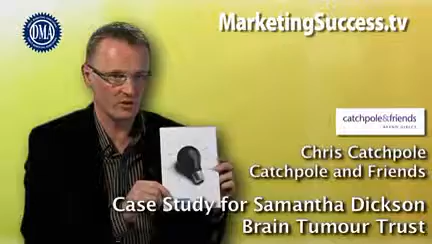 DMA
MarketingSuccess.tv
catchpole&friends
Chris Catchpole
Catchpole and Friends
Case Study for Samantha Dickson
Brain Tumour Trust